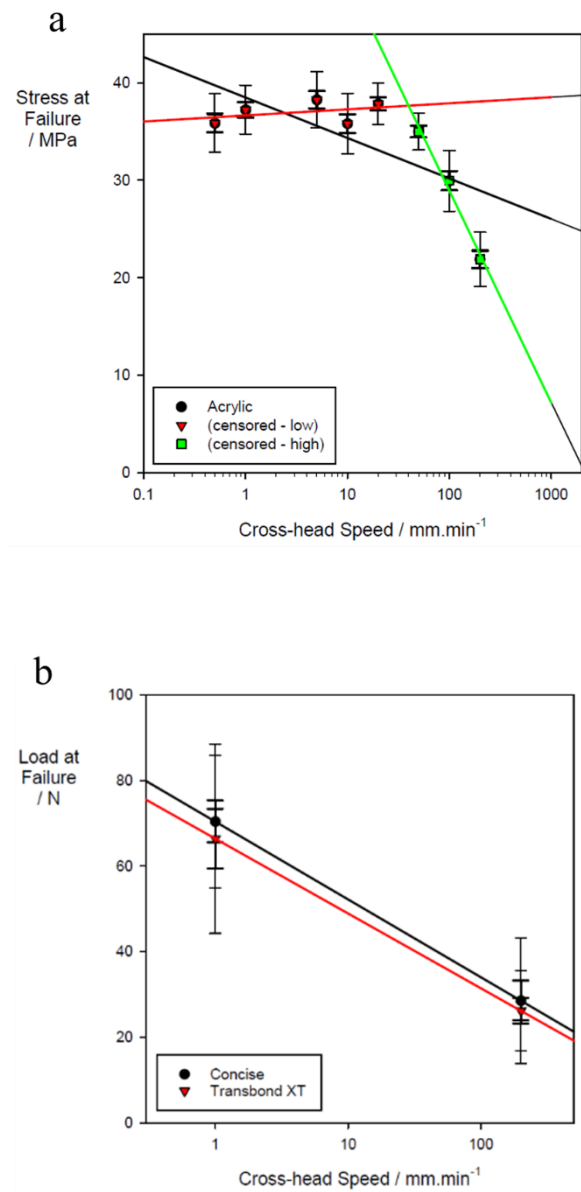 a
Stress at
Failure
/ MPa
40
30
20
10
0
Acrylic
(censored - low)
(censored - high)
0.1 1 10 100 1000
Cross-head Speed / mm.min-1
b
Load at
Failure
/ N
100
80
60
40
20
0
Concise
Transbond XT
1 10 100
Cross-head Speed / mm.min-1